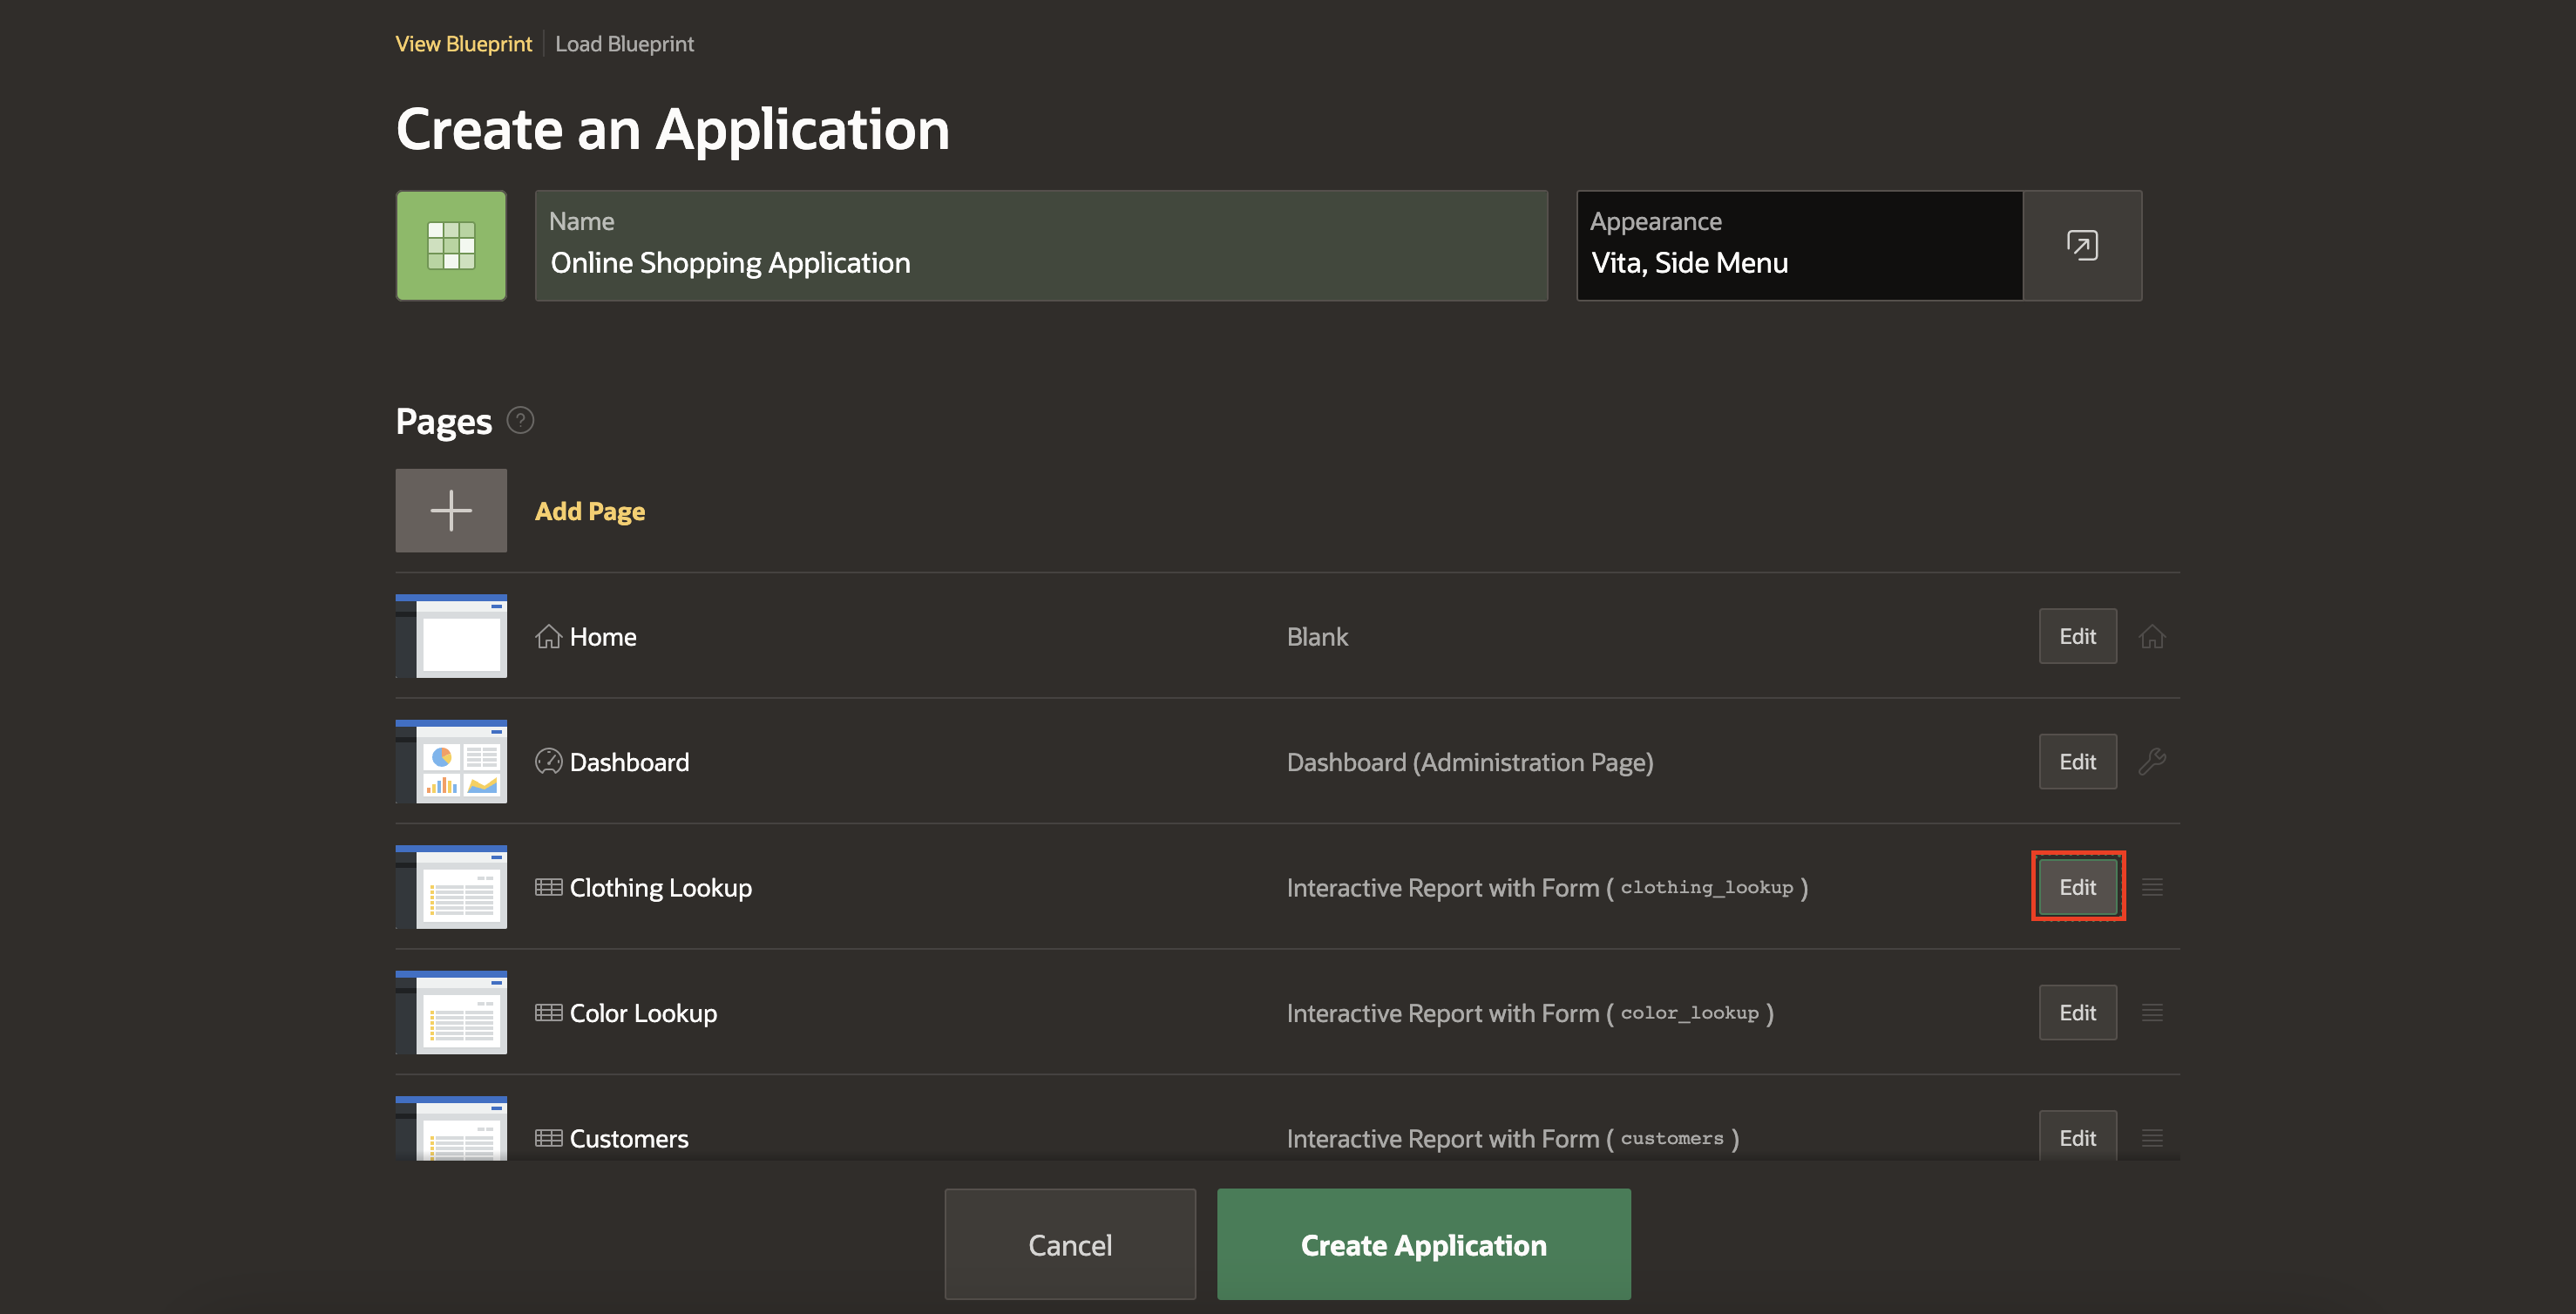 View Blueprint Load Blueprint
Create an Application
Name
Online Shopping Application
Appearance
Vita, Side Menu
Pages ?
Add Page
Home Blank Edit
Dashboard Dashboard (Administration Page) Edit
Clothing Lookup Interactive Report with Form ( clothing_lookup ) Edit
Color Lookup Interactive Report with Form ( color_lookup ) Edit
Customers Interactive Report with Form ( customers ) Edit
Cancel Create Application